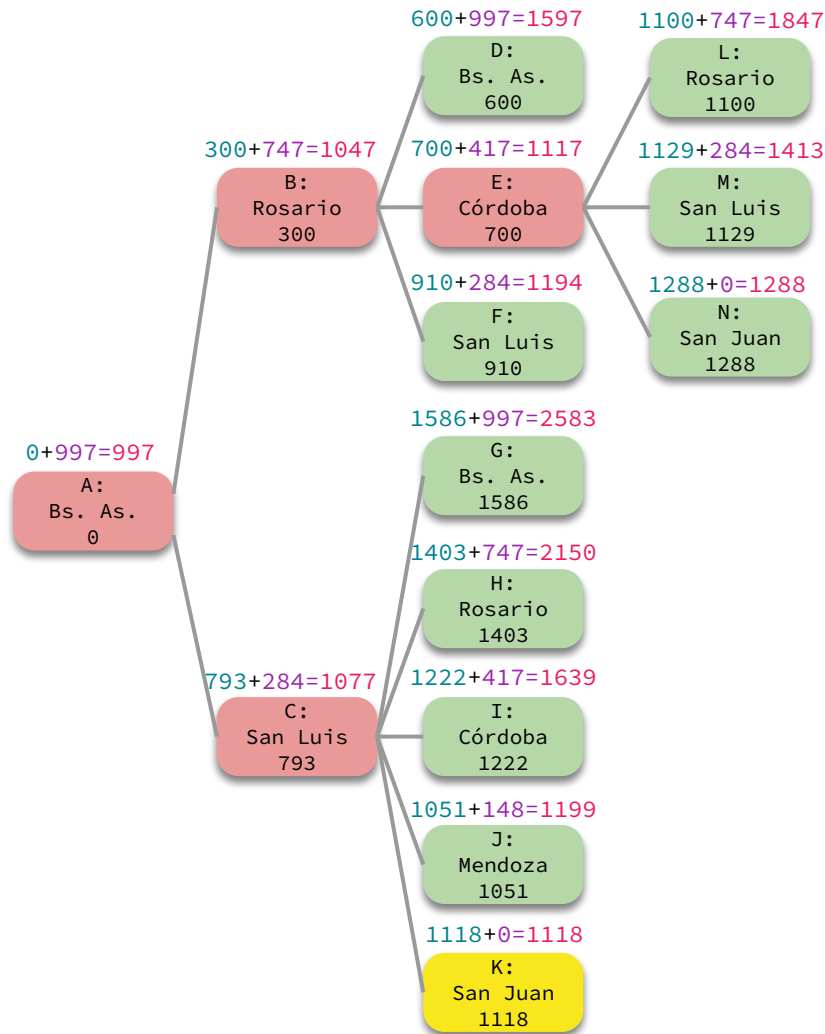 600+997=1597
D:
Bs. As.
600
1100+747=1847
L:
Rosario
1100
300+747=1047
B:
Rosario
300
700+417=1117
E:
Córdoba
700
1129+284=1413
M:
San Luis
1129
910+284=1194
F:
San Luis
910
1288+0=1288
N:
San Juan
1288
0+997=997
A:
Bs. As.
0
1586+997=2583
G:
Bs. As.
1586
1403+747=2150
H:
Rosario
1403
793+284=1077
C:
San Luis
793
1222+417=1639
I:
Córdoba
1222
1051+148=1199
J:
Mendoza
1051
1118+0=1118
K:
San Juan
1118